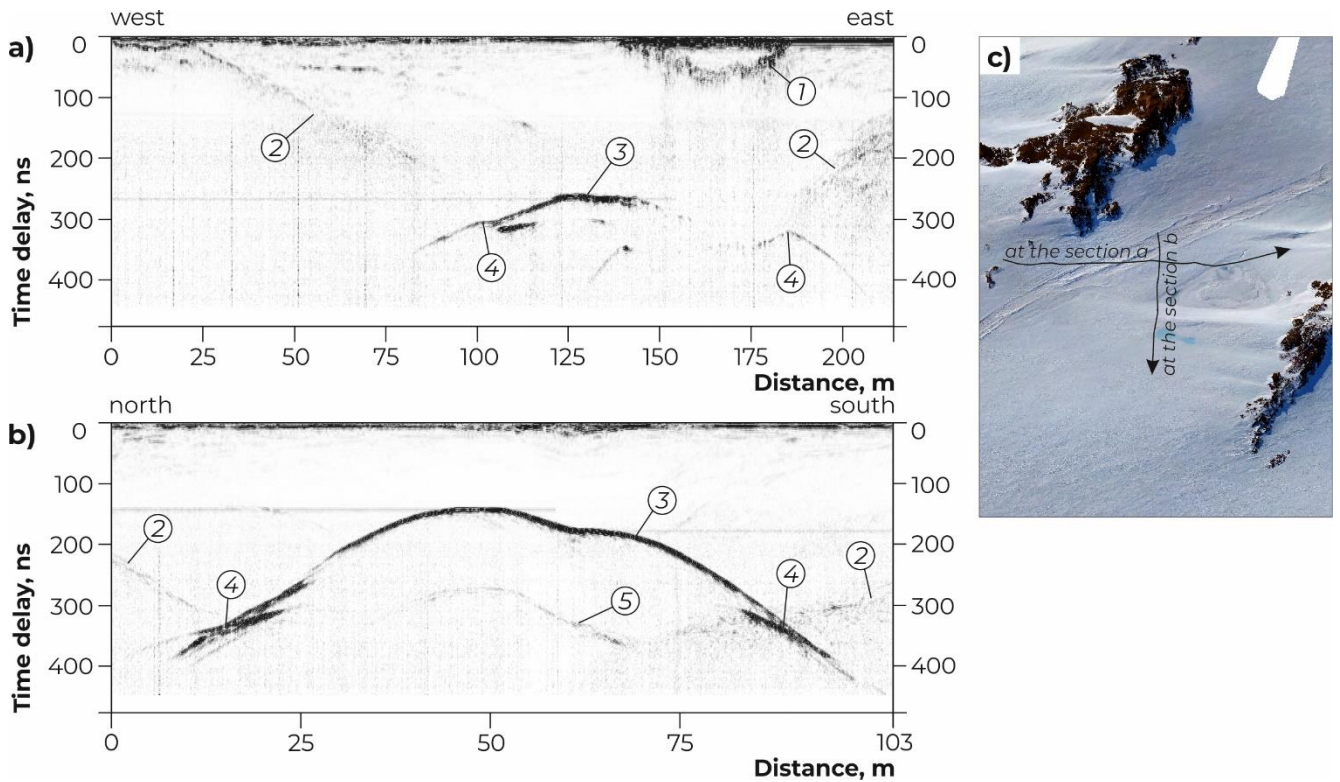 west east
a)
0 0
100 100
200 200
300 300
400 400
Time delay, ns
1
2
3
2
4
4
0 25 50 75 100 125 150 175 200
Distance, m
north south
b)
0 0
100 100
200 200
300 300
400 400
Time delay, ns
2
3
4
4
2
5
0 25 50 75 103
Distance, m
c)
at the section a
at the section b